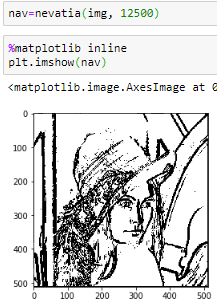 nav=nevatia(img, 12500)
%matplotlib inline
plt.imshow(nav)
<matplotlib.image.AxesImage at 0
0
100
200
300
400
500
0 100 200 300 400 500